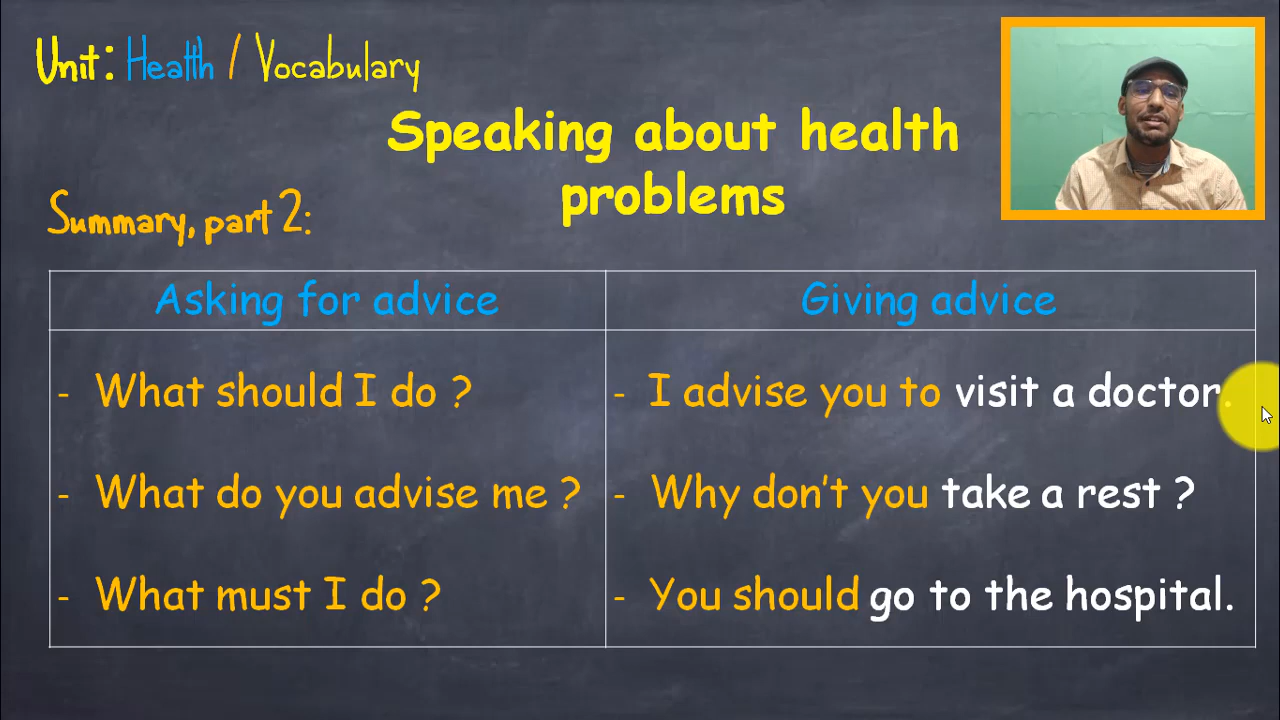 Unit: Health / Vocabulary
Speaking about health
problems
Summary, part 2:
Asking for advice
Giving advice
- What should I do ?
- I advise you to visit a doctor.
- What do you advise me ?
- Why don't you take a rest ?
- What must I do ?
- You should go to the hospital.